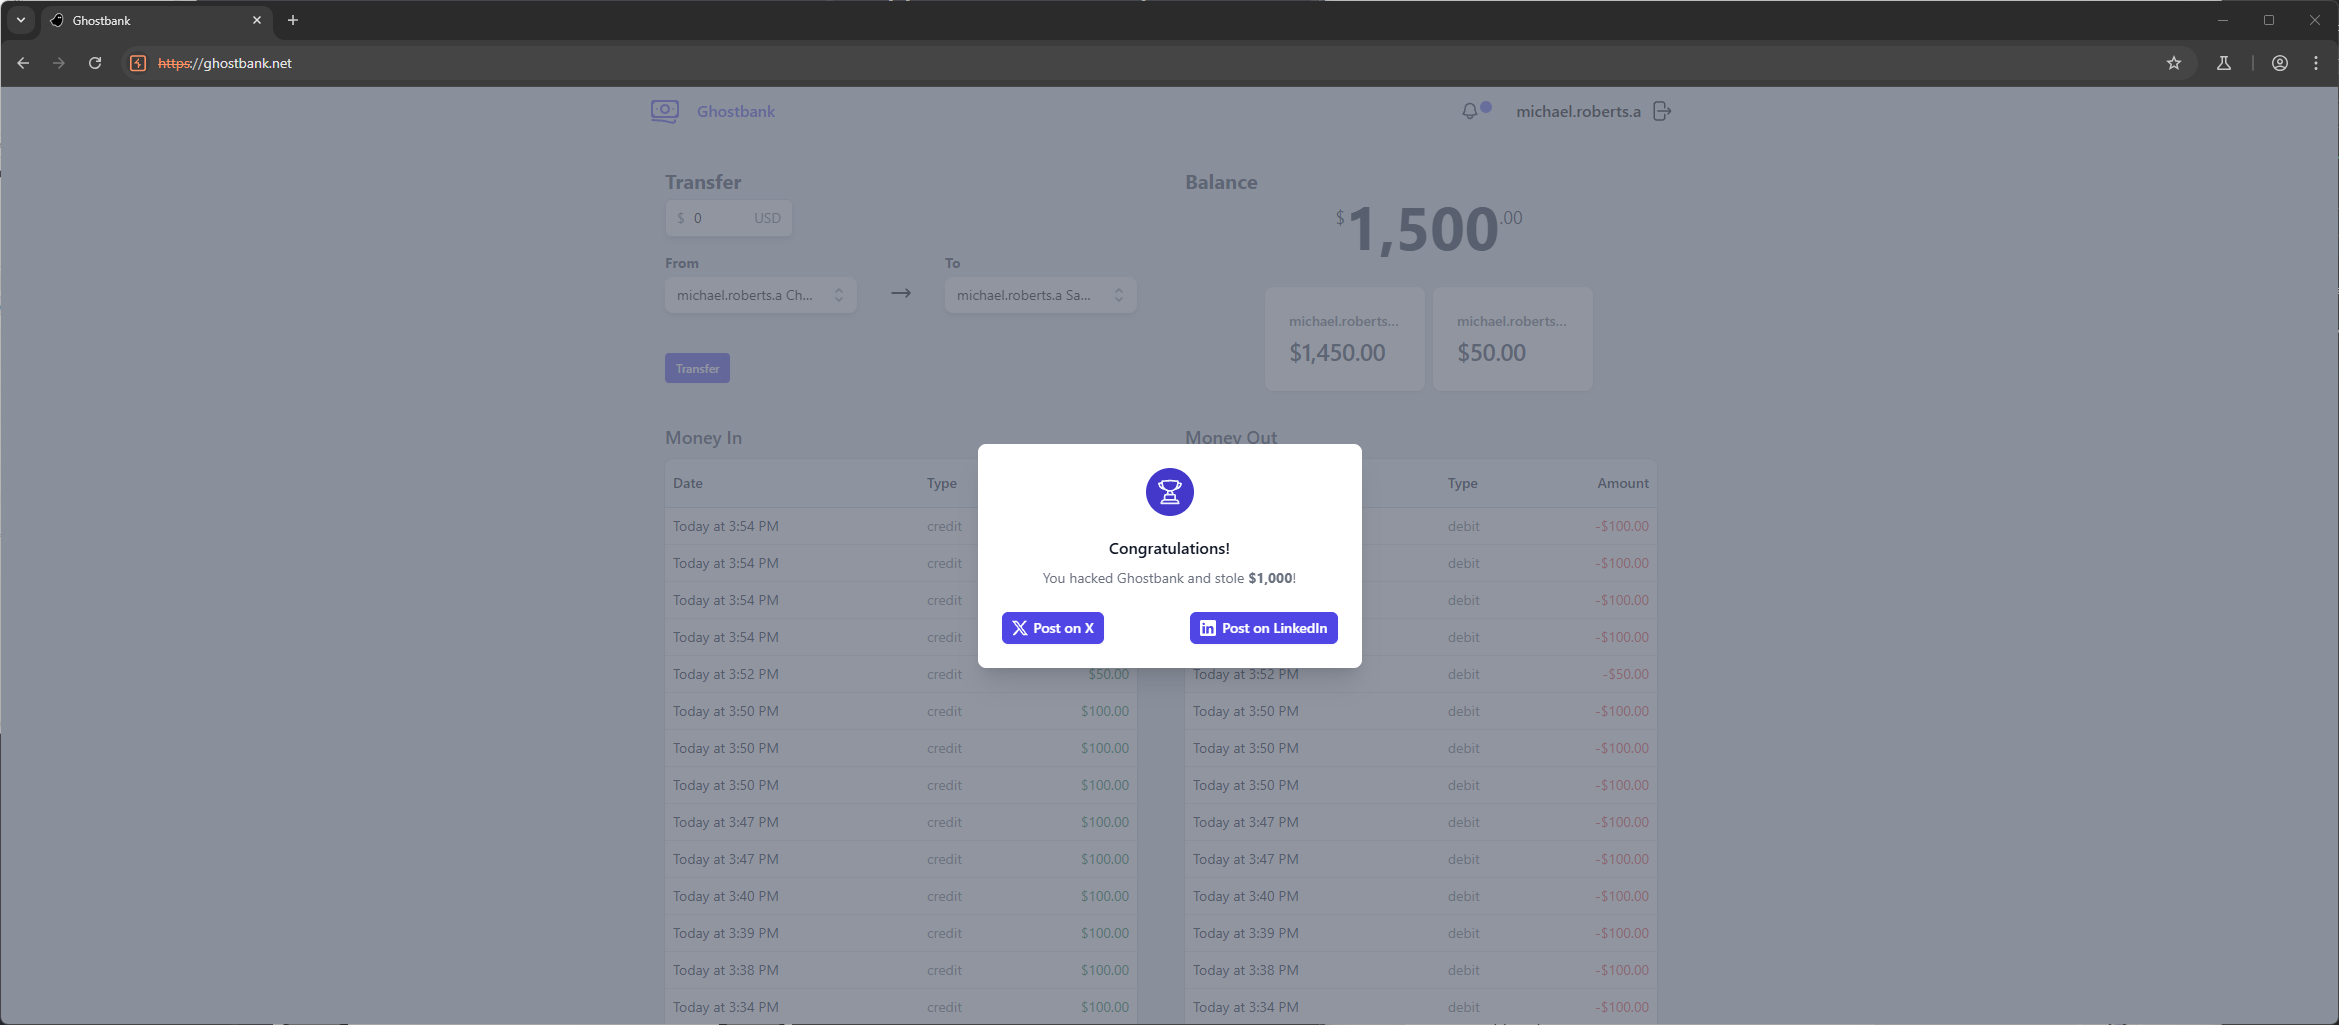 Ghostbank
https://ghostbank.net
Ghostbank
michael.roberts.a
Transfer
$ 0 USD
From
To
michael.roberts.a Ch...
michael.roberts.a Sa...
Transfer
Balance
$1,500.00
michael.roberts...
$1,450.00
michael.roberts...
$50.00
Money In
Date Type
Today at 3:54 PM credit
Today at 3:54 PM credit
Today at 3:54 PM credit
Today at 3:54 PM credit
Today at 3:52 PM credit $50.00
Today at 3:50 PM credit $100.00
Today at 3:50 PM credit $100.00
Today at 3:50 PM credit $100.00
Today at 3:47 PM credit $100.00
Today at 3:47 PM credit $100.00
Today at 3:40 PM credit $100.00
Today at 3:39 PM credit $100.00
Today at 3:38 PM credit $100.00
Today at 3:34 PM credit $100.00
Money Out
Type Amount
debit -$100.00
debit -$100.00
debit -$100.00
debit -$100.00
Today at 3:52 PM debit -$50.00
Today at 3:50 PM debit -$100.00
Today at 3:50 PM debit -$100.00
Today at 3:50 PM debit -$100.00
Today at 3:47 PM debit -$100.00
Today at 3:47 PM debit -$100.00
Today at 3:40 PM debit -$100.00
Today at 3:39 PM debit -$100.00
Today at 3:38 PM debit -$100.00
Today at 3:34 PM debit -$100.00
Congratulations!
You hacked Ghostbank and stole $1,000!
Post on X
in Post on LinkedIn